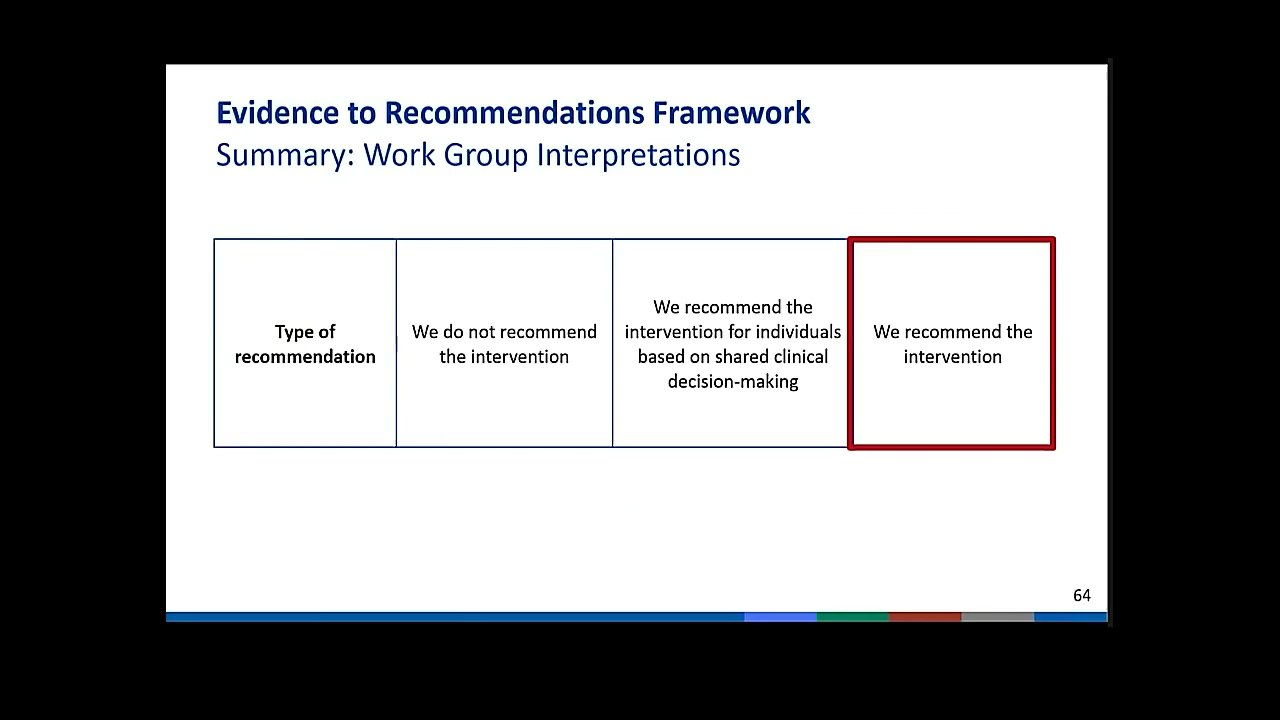 Evidence to Recommendations Framework
Summary: Work Group Interpretations
Type of
recommendation
We do not recommend
the intervention
We recommend the
intervention for individuals
based on shared clinical
decision-making
We recommend the
intervention
64